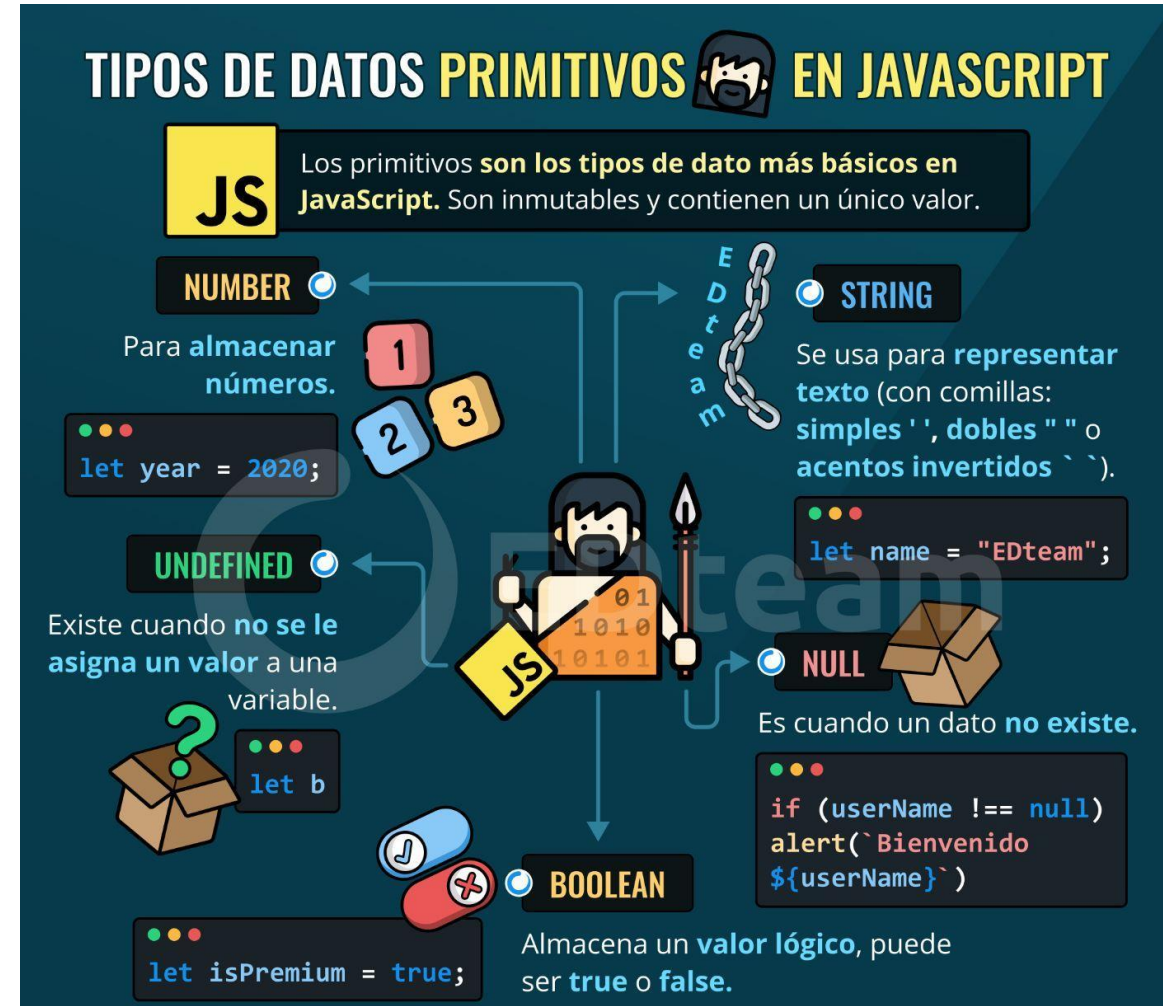 TIPOS DE DATOS PRIMITIVOS EN JAVASCRIPT
JS
Los primitivos son los tipos de dato más básicos en
JavaScript. Son inmutables y contienen un único valor.
NUMBER
Para almacenar
números.
1
2
3
let year = 2020;
EDteam
STRING
Se usa para representar
texto (con comillas:
simples ' ', dobles " " o
acentos invertidos ` `).
let name = "EDteam";
UNDEFINED
Existe cuando no se le
asigna un valor a una
variable.
?
let b
01
1010
10101
JS
EDteam
NULL
Es cuando un dato no existe.
if (userName !== null)
alert(`Bienvenido
${userName}`)
BOOLEAN
Almacena un valor lógico, puede
ser true o false.
let isPremium = true;